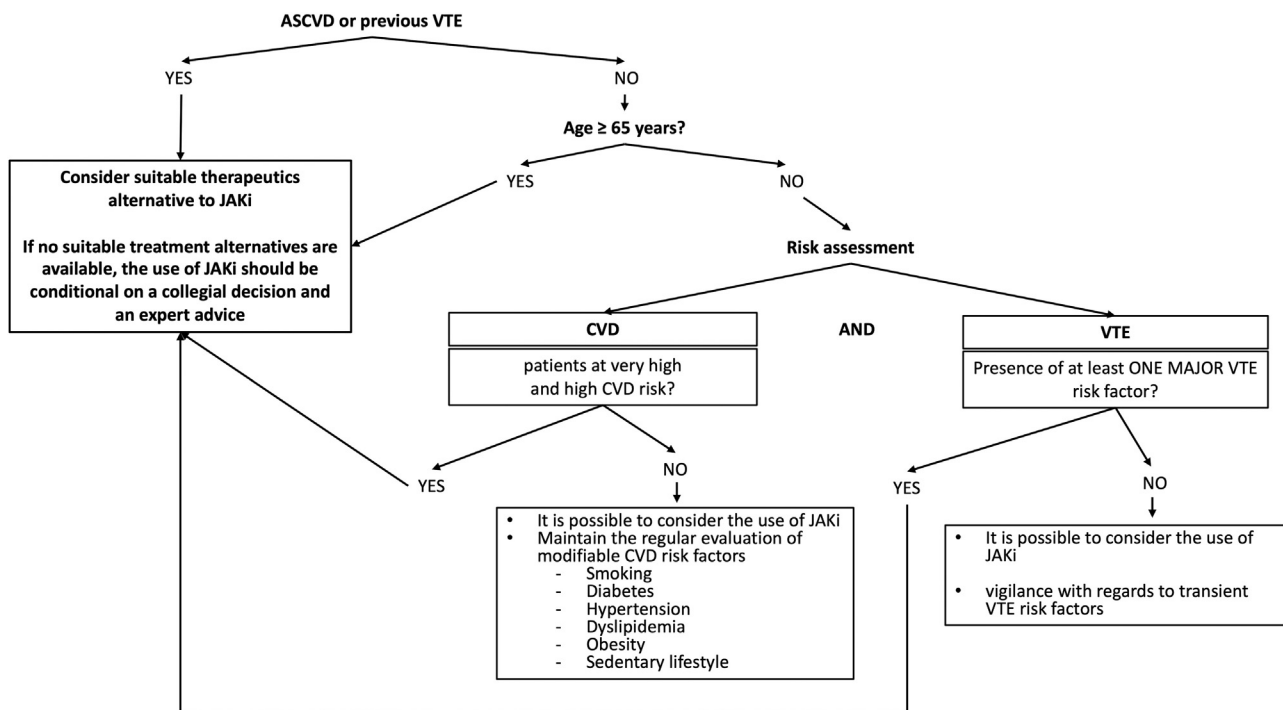 ASCVD or previous VTE
YES
NO
Age ≥ 65 years?
YES
NO
Consider suitable therapeutics
alternative to JAKi
If no suitable treatment alternatives are
available, the use of JAKi should be
conditional on a collegial decision and
an expert advice
Risk assessment
CVD
AND
VTE
patients at very high
and high CVD risk?
Presence of at least ONE MAJOR VTE
risk factor?
YES
NO
YES
NO
• It is possible to consider the use of JAKi
• Maintain the regular evaluation of
modifiable CVD risk factors
- Smoking
- Diabetes
- Hypertension
- Dyslipidemia
- Obesity
- Sedentary lifestyle
• It is possible to consider the use of
JAKi
• vigilance with regards to transient
VTE risk factors